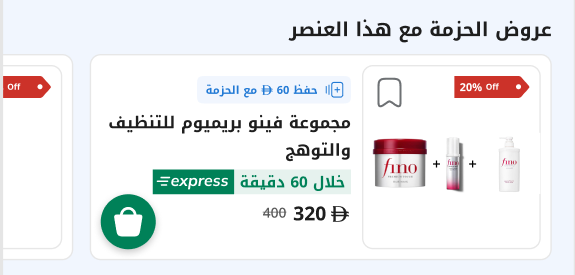 عروض الحزمة مع هذا العنصر
20% Off
حفظ 60 مع الحزمة
مجموعة فينو بريميوم للتنظيف
والتوهج
خلال 60 دقيقة express
320 400
fino + + fino
Off